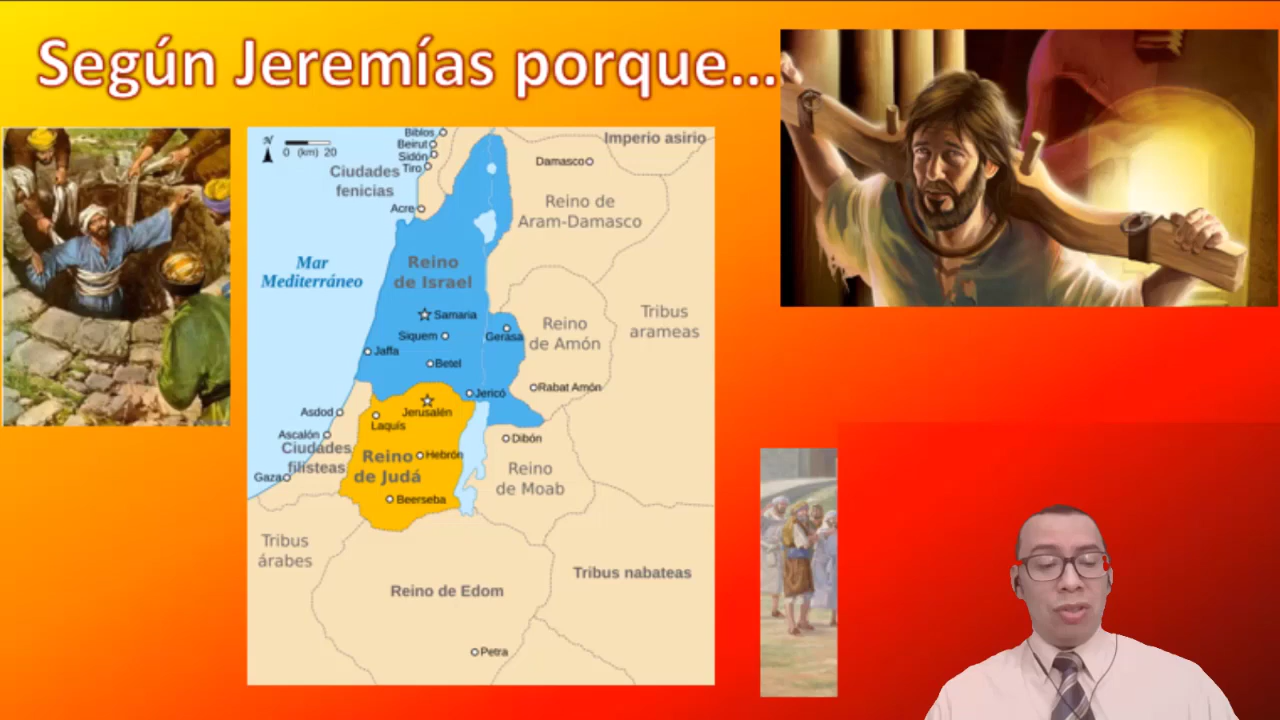 Según Jeremías porque...
N
0 (km) 20
Biblos
Beirut
Sidón
Tiro
Ciudades
fenicias
Acre
Imperio asirio
Damasco
Reino de
Aram-Damasco
Mar
Mediterráneo
Reino
de Israel
Samaria
Siquem
Jaffa
Betel
Gerasa
Reino
de Amón
Tribus
arameas
Jericó
Rabat Amón
Jerusalén
Laquís
Asdod
Ascalón
Ciudades
filisteas
Gaza
Reino
de Judá
Hebrón
Beerseba
Dibón
Reino
de Moab
Tribus
árabes
Reino de Edom
Tribus nabateas
Petra